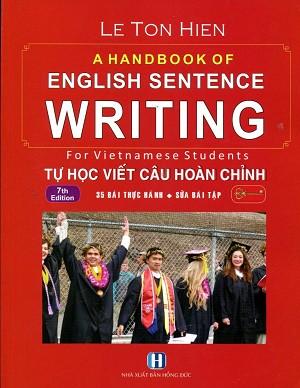 LE TON HIEN
A HANDBOOK OF
ENGLISH SENTENCE
WRITING
For Vietnamese Students
TỰ HỌC VIẾT CÂU HOÀN CHỈNH
7th
Edition
35 BÀI THỰC HÀNH + SỬA BÀI TẬP
H
NHÀ XUẤT BẢN HỒNG ĐỨC